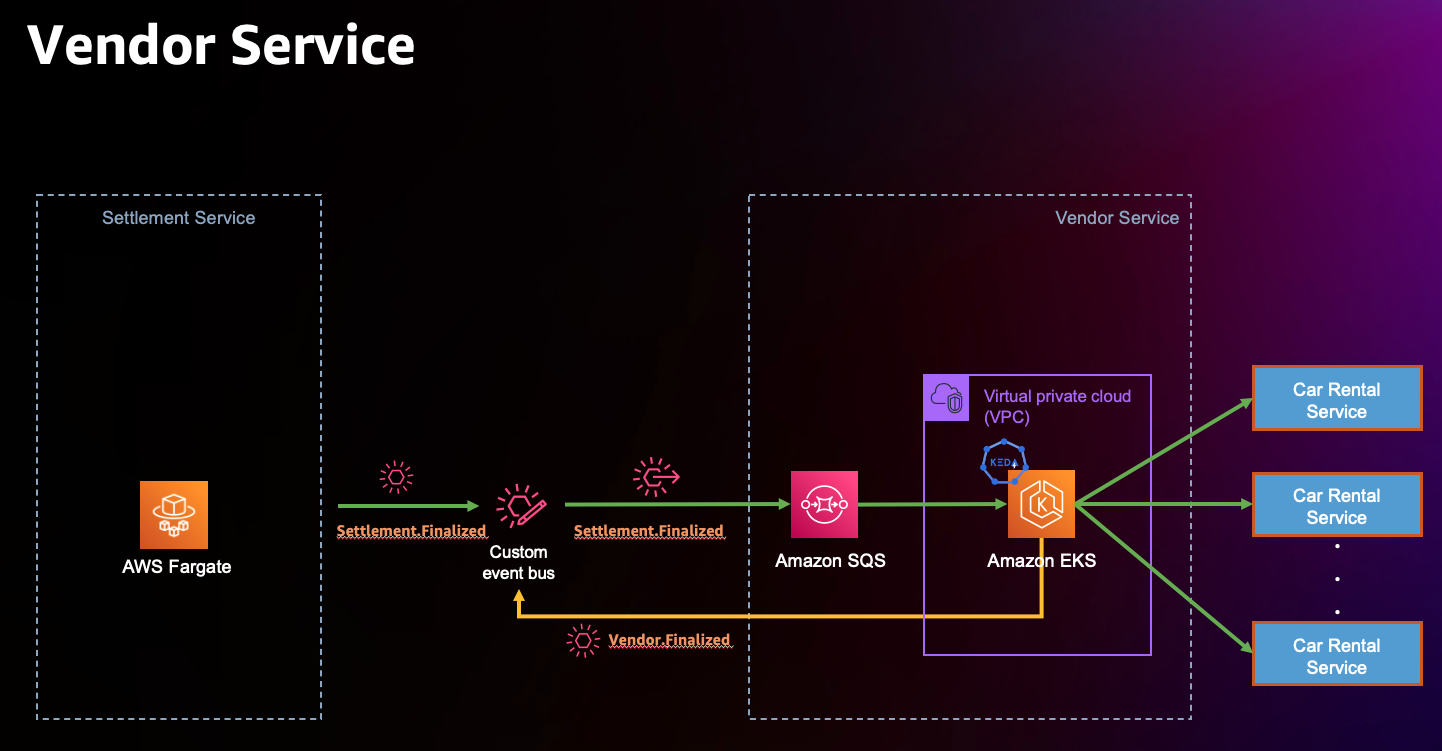 Vendor Service
Settlement Service
Vendor Service
Virtual private cloud
(VPC)
KEDA
Settlement.Finalized
Settlement.Finalized
Custom
event bus
AWS Fargate
Amazon SQS
Amazon EKS
Vendor.Finalized
Car Rental
Service
Car Rental
Service
Car Rental
Service